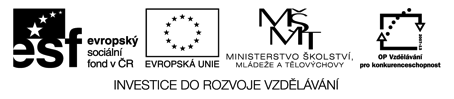 esf
evropský
sociální
fond v ČR
EVROPSKÁ UNIE
MŠMT
MINISTERSTVO ŠKOLSTVÍ,
MLÁDEŽE A TĚLOVÝCHOVY
OP Vzdělávání
pro konkurenceschopnost
INVESTICE DO ROZVOJE VZDĚLÁVÁNÍ